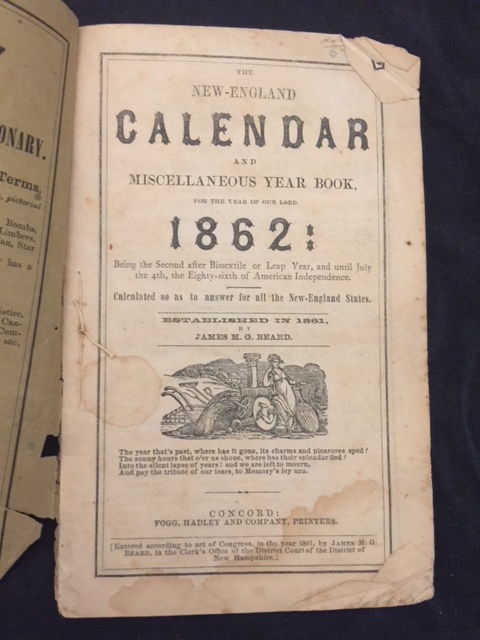 ONARY.
Terms,
pictorial
Bombs,
Limbers,
an, Star
has a
istice,
Can-
Com-
sac,
THE
NEW-ENGLAND
CALENDAR
AND
MISCELLANEOUS YEAR BOOK,
FOR THE YEAR OF OUR LORD
1862:
Being the Second after Bissextile or Leap Year, and until July
the 4th, the Eighty-sixth of American Independence.
Calculated so as to answer for all the New-England States.
ESTABLISHED IN 1861,
BY
JAMES M. G. BEARD.
The year that's past, where has it gone, its charms and pleasures sped?
The sunny hours that o'er us shone, where has their splendor fled?
Into the silent lapse of years! and we are left to mourn,
And pay the tribute of our tears, to Memory's icy urn.
CONCORD:
FOGG, HADLEY AND COMPANY, PRINTERS.
[Entered according to act of Congress, in the year 1861, by JAMES M. G.
BEARD, in the Clerk's Office of the District Court of the District of
New Hampshire.]